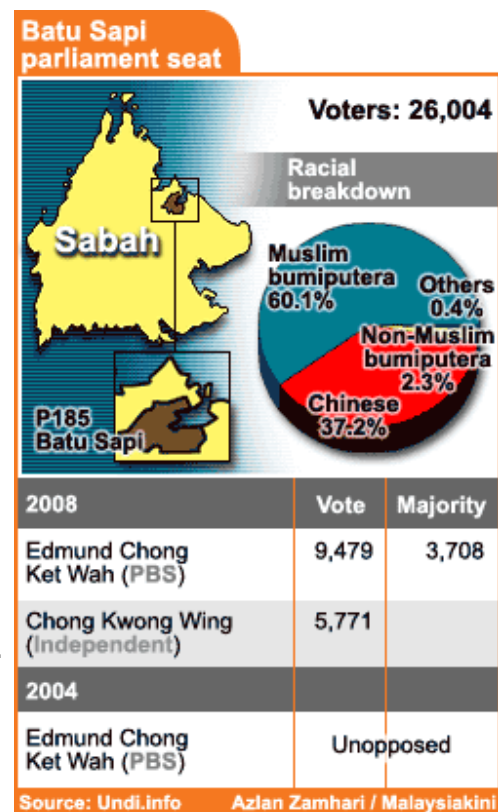 Batu Sapi
parliament seat
Voters: 26,004
Racial
breakdown
Sabah
Muslim
bumiputera
60.1%
Others
0.4%
Non-Muslim
bumiputera
2.3%
Chinese
37.2%
P185
Batu Sapi
2008 Vote Majority
Edmund Chong 9,479 3,708
Ket Wah (PBS)
Chong Kwong Wing 5,771
(Independent)
2004
Edmund Chong Unopposed
Ket Wah (PBS)
Source: Undi.info Azlan Zamhari / Malaysiakini